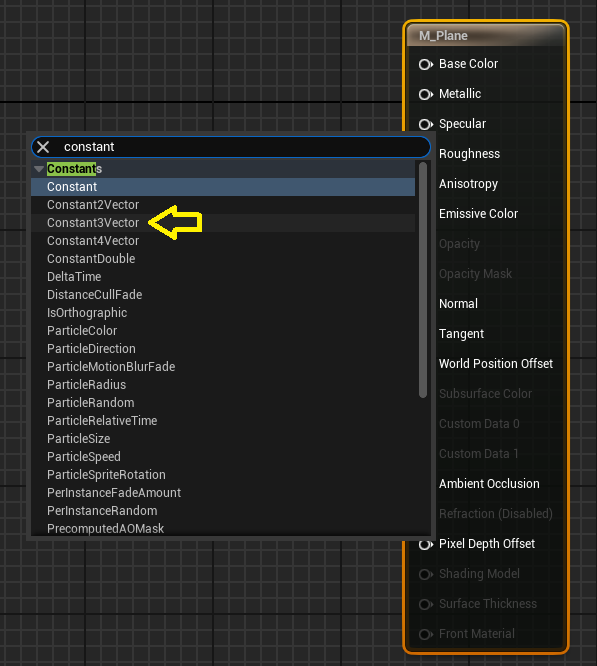 M_Plane
Base Color
Metallic
Specular
Roughness
Anisotropy
Emissive Color
Opacity
Opacity Mask
Normal
Tangent
World Position Offset
Subsurface Color
Custom Data 0
Custom Data 1
Ambient Occlusion
Refraction (Disabled)
Pixel Depth Offset
Shading Model
Surface Thickness
Front Material
constant
Constants
Constant
Constant2Vector
Constant3Vector
Constant4Vector
ConstantDouble
DeltaTime
DistanceCullFade
IsOrthographic
ParticleColor
ParticleDirection
ParticleMotionBlurFade
ParticleRadius
ParticleRandom
ParticleRelativeTime
ParticleSize
ParticleSpeed
ParticleSpriteRotation
PerInstanceFadeAmount
PerInstanceRandom
PrecomputedAOMask